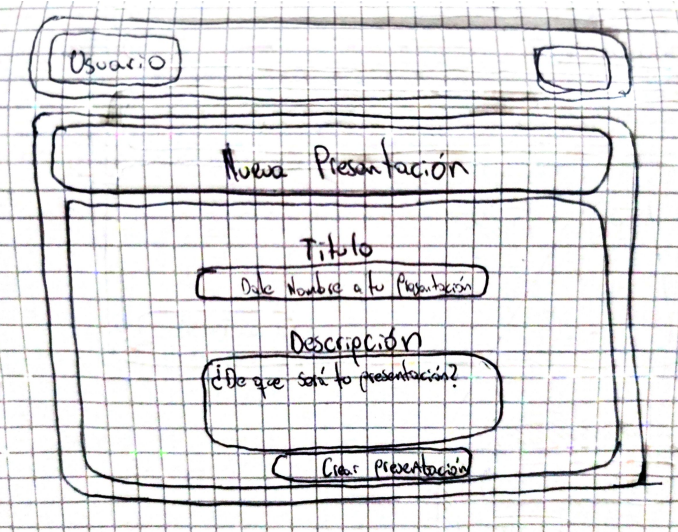 Usuario
Nueva Presentación
Titulo
Dale Nombre a tu Presentación
Descripción
¿De que será tu presentación?
Crear presentación